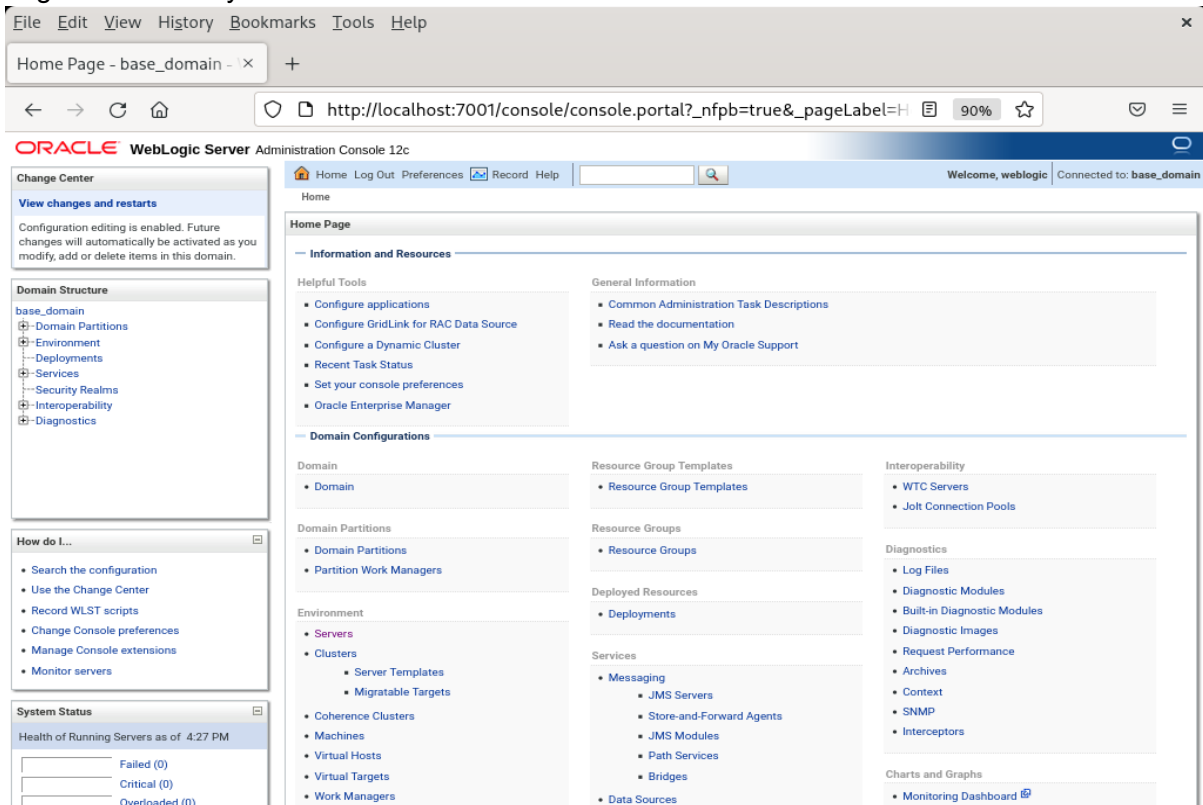 File Edit View History Bookmarks Tools Help
Home Page - base_domain -
http://localhost:7001/console/console.portal?_nfpb=true&_pageLabel=H 90%
ORACLE WebLogic Server Administration Console 12c
Change Center
View changes and restarts
Configuration editing is enabled. Future
changes will automatically be activated as you
modify, add or delete items in this domain.
Domain Structure
base_domain
Domain Partitions
Environment
Deployments
Services
Security Realms
Interoperability
Diagnostics
How do I...
Search the configuration
Use the Change Center
Record WLST scripts
Change Console preferences
Manage Console extensions
Monitor servers
System Status
Health of Running Servers as of 4:27 PM
Failed (0)
Critical (0)
Overloaded (0)
Home Log Out Preferences Record Help
Welcome, weblogic Connected to: base_domain
Home
Home Page
Information and Resources
Helpful Tools
Configure applications
Configure GridLink for RAC Data Source
Configure a Dynamic Cluster
Recent Task Status
Set your console preferences
Oracle Enterprise Manager
General Information
Common Administration Task Descriptions
Read the documentation
Ask a question on My Oracle Support
Domain Configurations
Domain
Domain
Domain Partitions
Domain Partitions
Partition Work Managers
Environment
Servers
Clusters
Server Templates
Migratable Targets
Coherence Clusters
Machines
Virtual Hosts
Virtual Targets
Work Managers
Resource Group Templates
Resource Group Templates
Resource Groups
Resource Groups
Deployed Resources
Deployments
Services
Messaging
JMS Servers
Store-and-Forward Agents
JMS Modules
Path Services
Bridges
Data Sources
Interoperability
WTC Servers
Jolt Connection Pools
Diagnostics
Log Files
Diagnostic Modules
Built-in Diagnostic Modules
Diagnostic Images
Request Performance
Archives
Context
SNMP
Interceptors
Charts and Graphs
Monitoring Dashboard